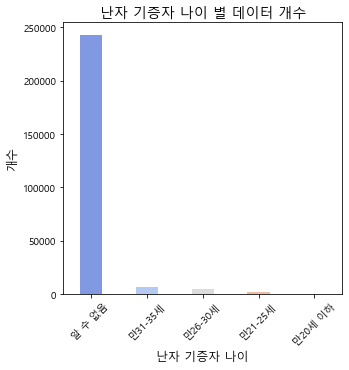 난자 기증자 나이 별 데이터 개수
250000
200000
150000
100000
50000
0
개수
알 수 없음
만31-35세
만26-30세
만21-25세
만20세 이하
난자 기증자 나이